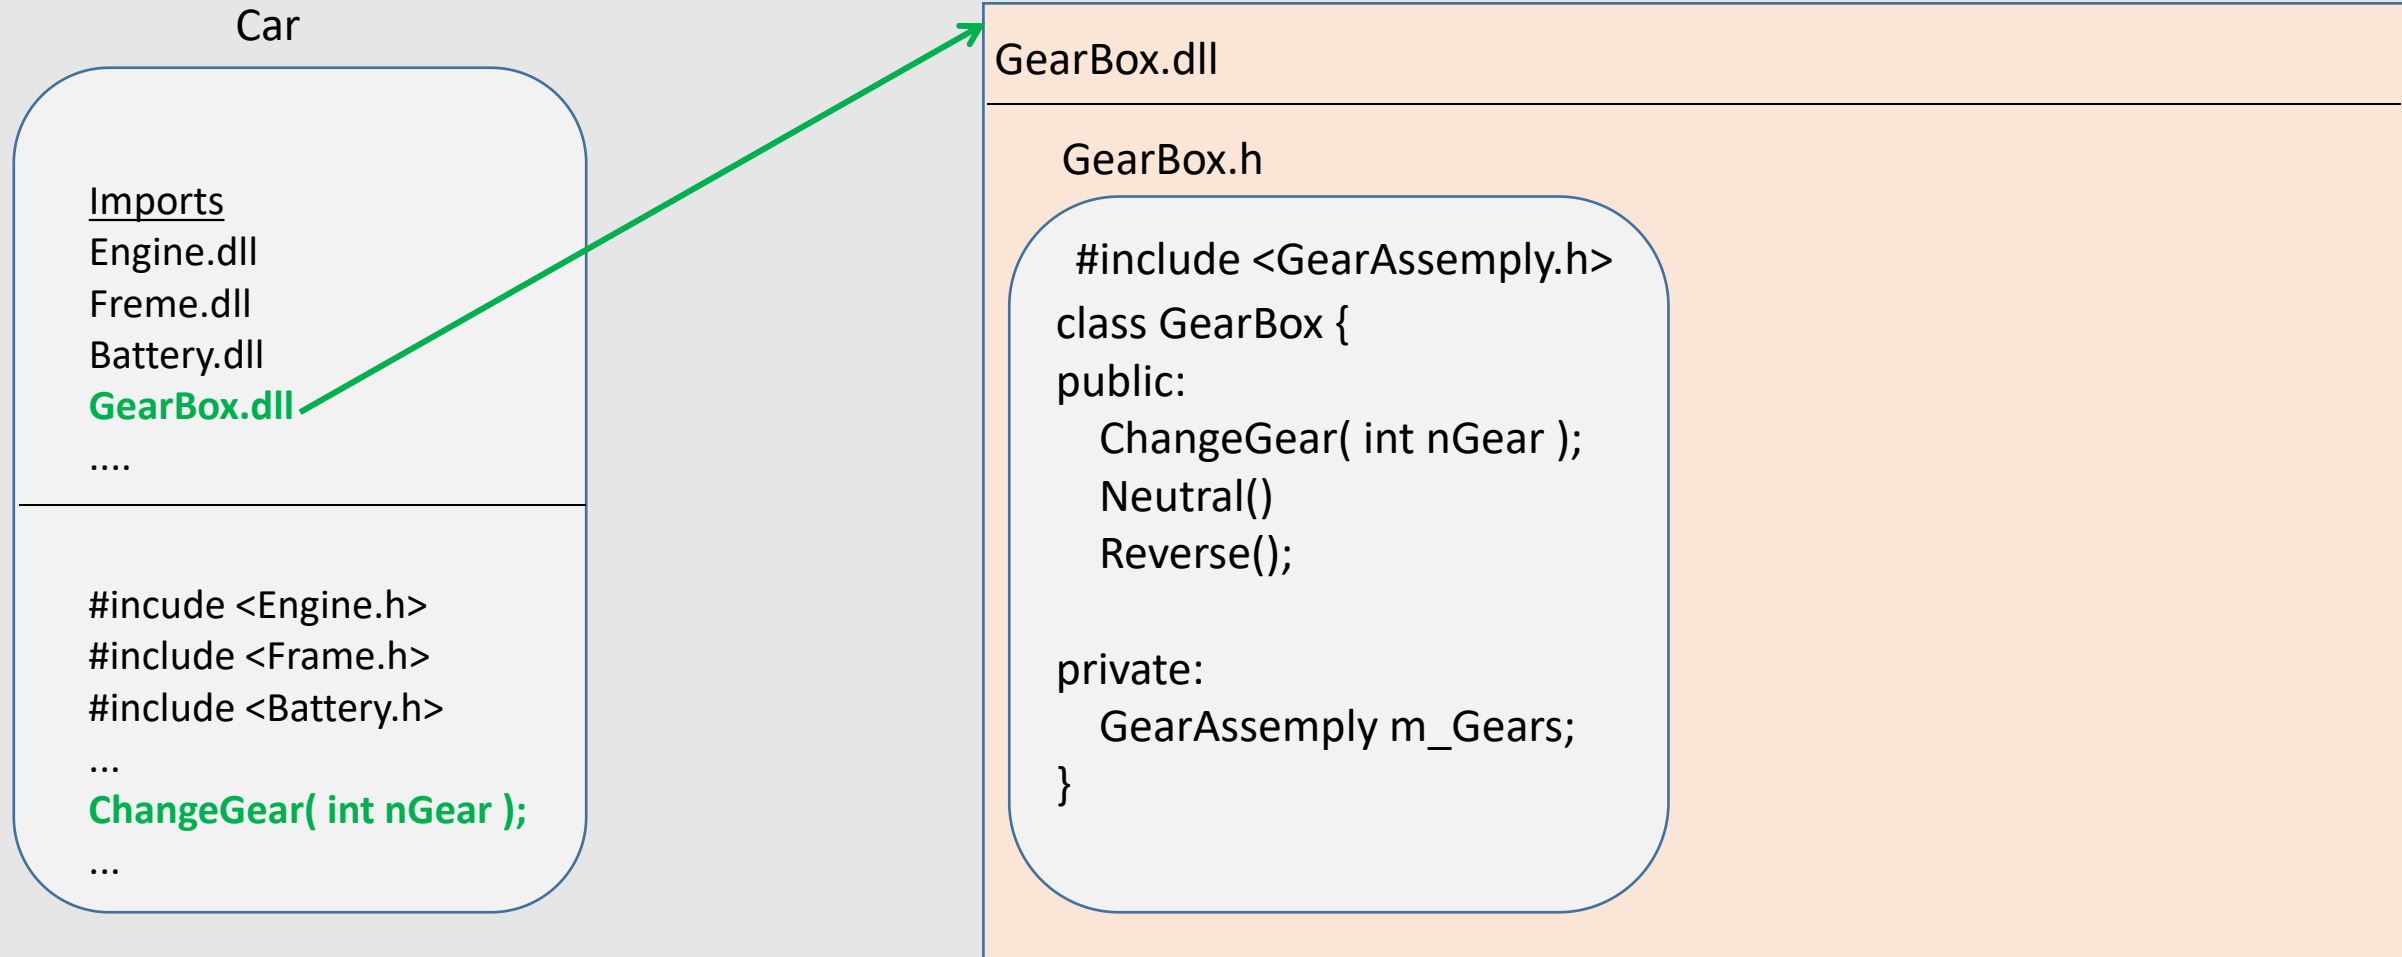 Car
Imports
Engine.dll
Freme.dll
Battery.dll
GearBox.dll
....
#incude <Engine.h>
#include <Frame.h>
#include <Battery.h>
...
ChangeGear( int nGear );
...
GearBox.dll
GearBox.h
#include <GearAssemply.h>
class GearBox {
public:
ChangeGear( int nGear );
Neutral()
Reverse();
private:
GearAssemply m_Gears;
}